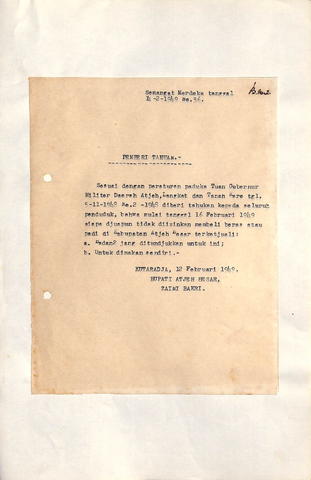 Semangat Merdeka tanggal
14-2-1949 No.36.
PEMBERI TAHUAN.-
Sesuai dengan peraturan paduka Tuan Gubernur
Militer Daerah Atjeh, Langkat dan Tanah Karo tgl.
5-11-1948 No.2 -1948 diberi tahukan kepada seluruh
penduduk, bahwa mulai tanggal 16 Februari 1949
siapa djuapun tidak diizinkan membeli beras atau
padi di Kabupaten Atjeh Besar terketjuali:
a. Badan2 jang ditundjukkan untuk ini;
b. Untuk dimakan sendiri.-
KUTARADJA, 12 Februari 1949.
BUPATI ATJEH BESAR,
ZAINI BAKRI.